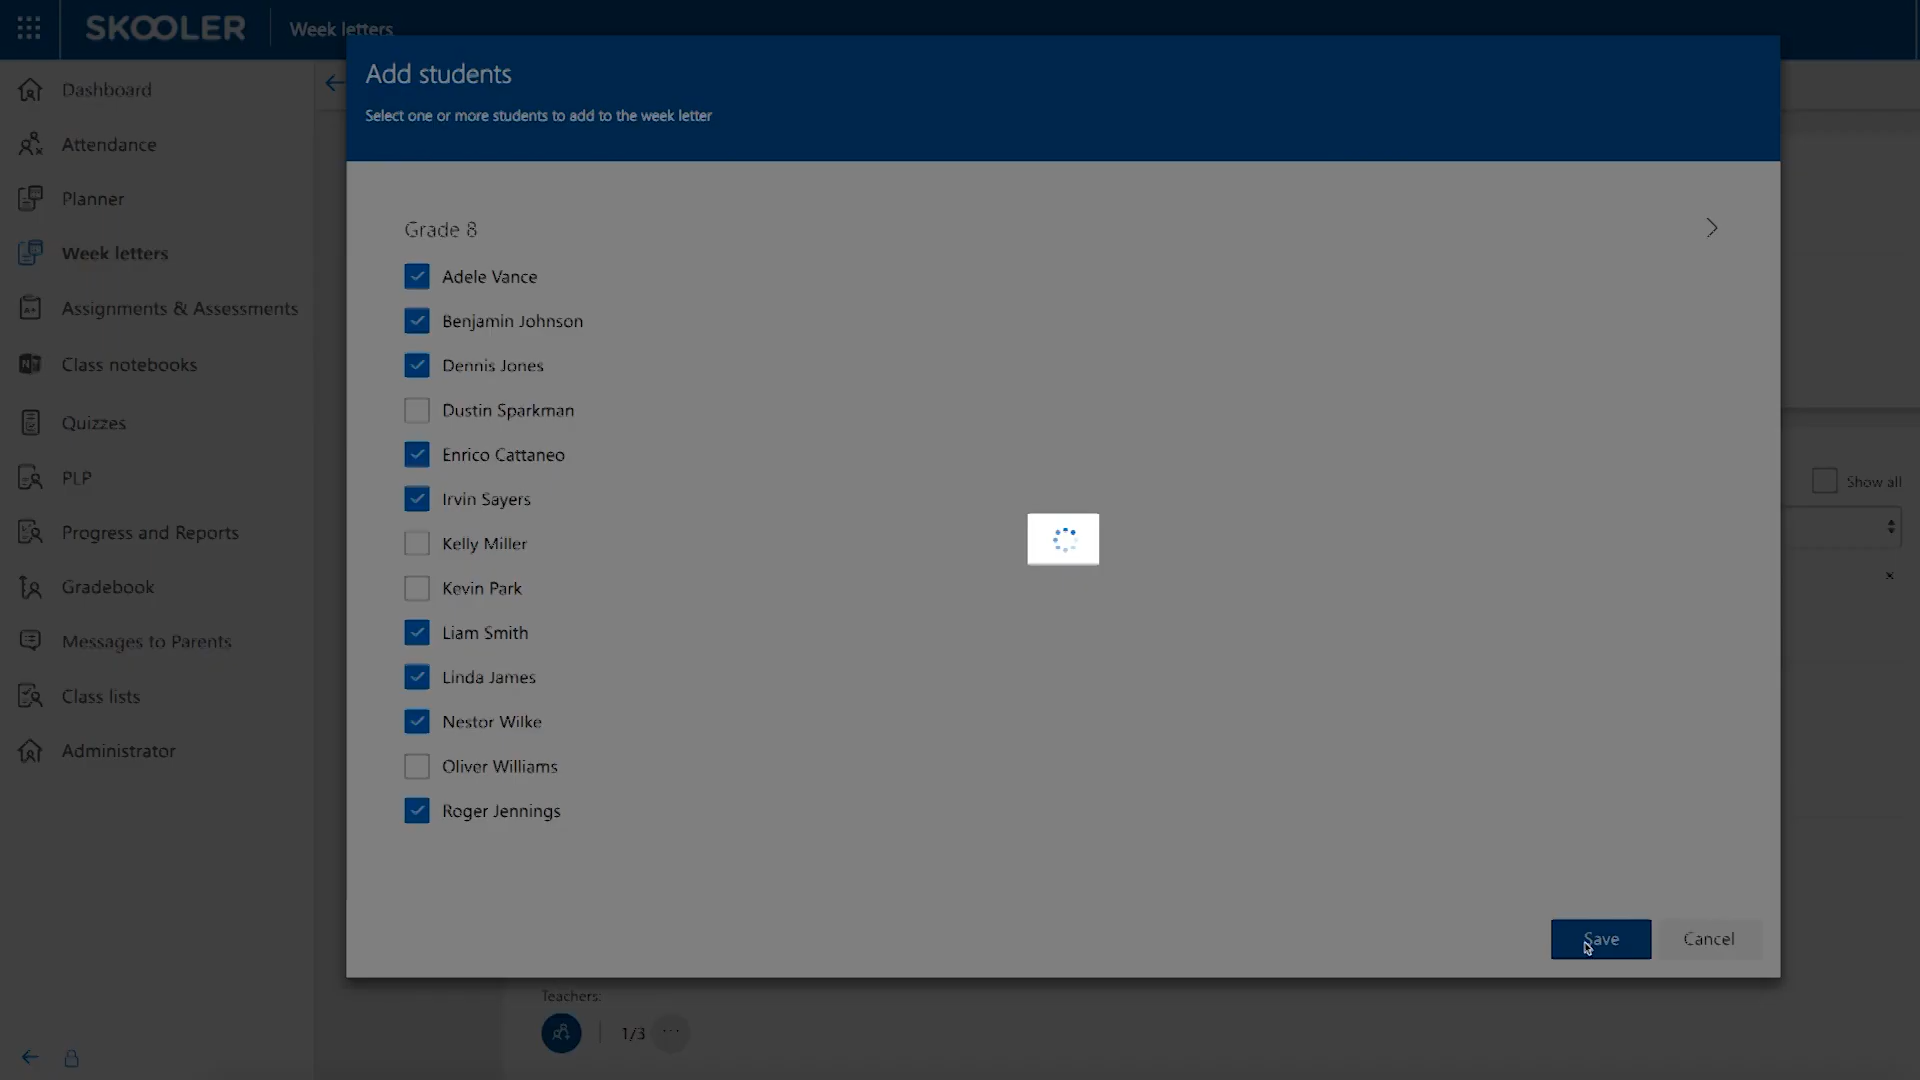 SKOOLER
Week letters
Dashboard
Attendance
Planner
Week letters
Assignments & Assessments
Class notebooks
Quizzes
PLP
Progress and Reports
Gradebook
Messages to Parents
Class lists
Administrator
Add students
Select one or more students to add to the week letter
Grade 8
Adele Vance
Benjamin Johnson
Dennis Jones
Dustin Sparkman
Enrico Cattaneo
Irvin Sayers
Kelly Miller
Kevin Park
Liam Smith
Linda James
Nestor Wilke
Oliver Williams
Roger Jennings
Save Cancel
Show all
Teachers:
1/3